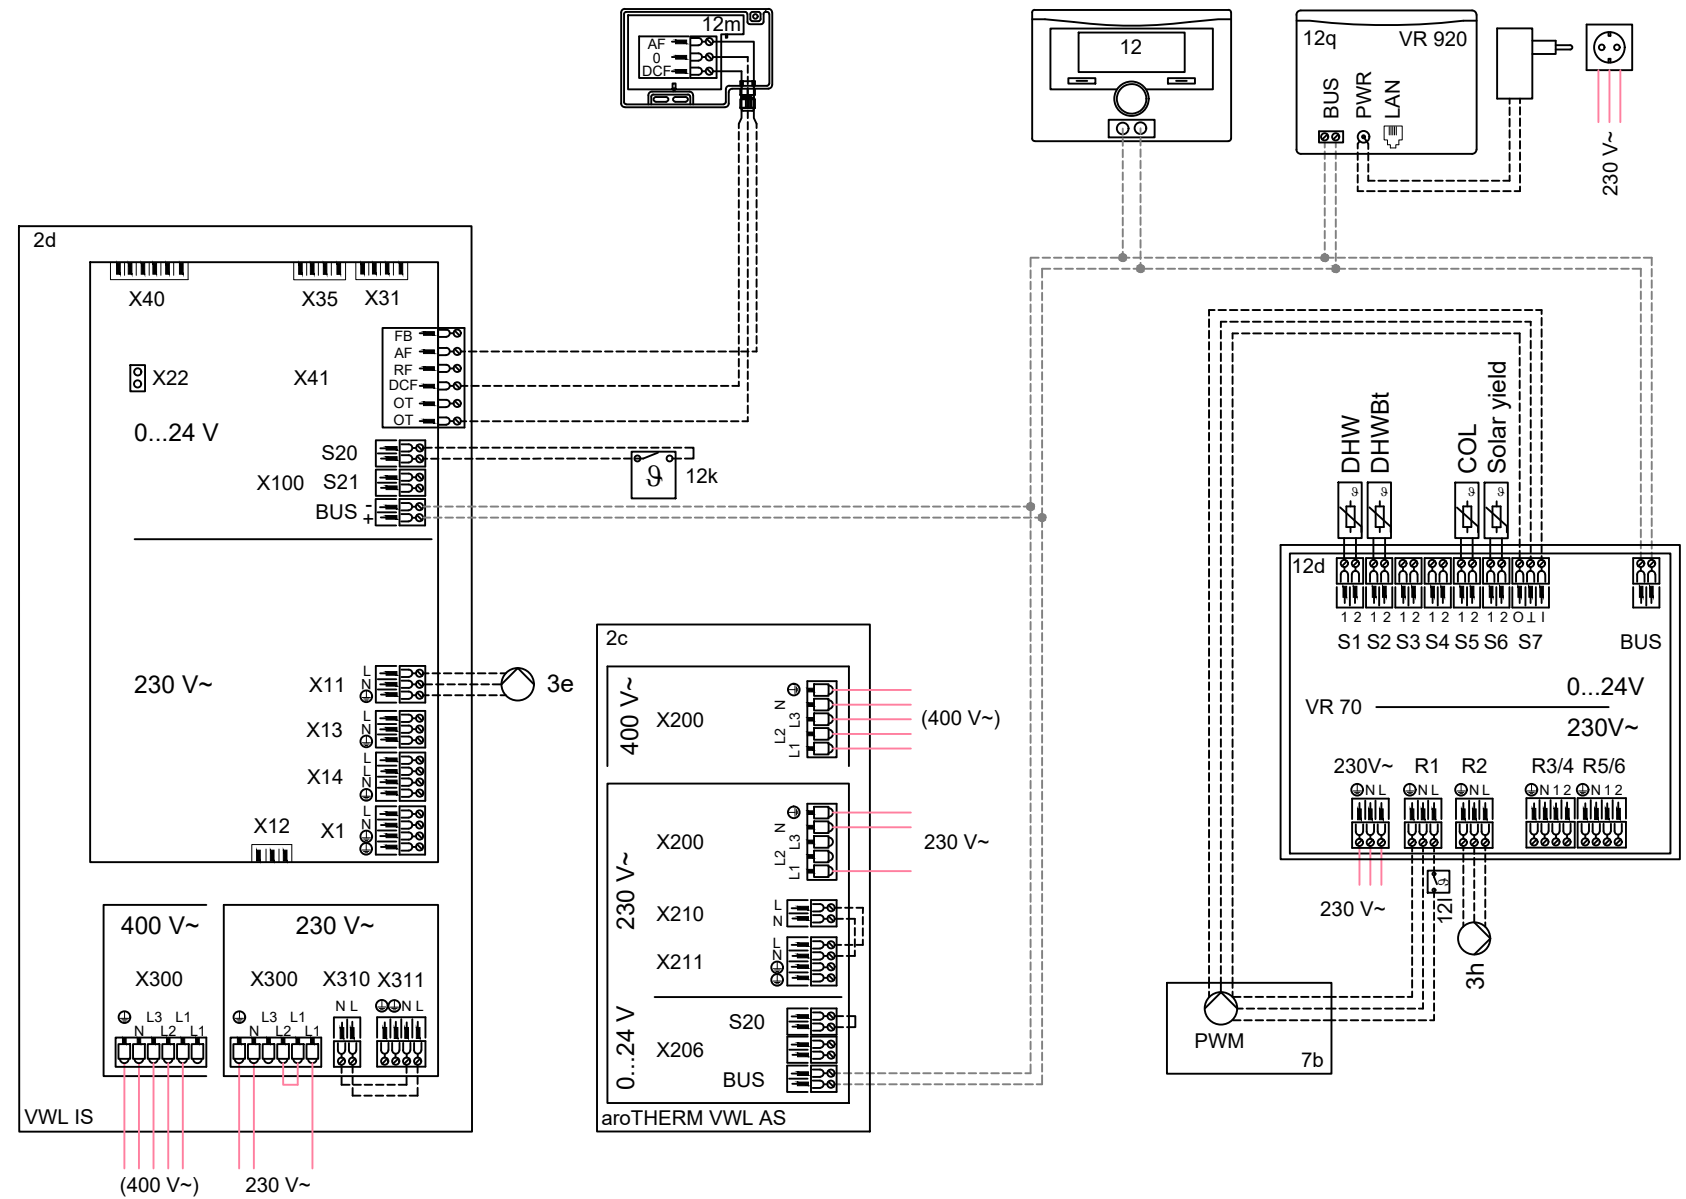 12m
AF
0
DCF
12
12q
VR 920
BUS
PWR
LAN
230 V~
2d
X40
X35
X31
FB
AF
RF
DCF
OT
OT
X22
X41
0...24 V
S20
X100
S21
BUS
-
+
12k
230 V~
X11
L
N
3e
X13
L
N
X14
L
L
N
X1
L
N
X12
400 V~
X300
L3 L1
N L2 L1
230 V~
X300
X310
X311
L3 L1
N L2 L1
N L
N L
VWL IS
(400 V~)
230 V~
2c
400 V~
X200
N
L3
L2
L1
(400 V~)
230 V~
X200
N
L3
L2
L1
230 V~
X210
L
N
X211
L
N
0...24 V
S20
X206
BUS
aroTHERM VWL AS
DHW
DHWBt
COL
Solar yield
ϑ
ϑ
ϑ
ϑ
ϑ
12d
1 2 1 2 1 2 1 2 1 2 1 2 O ⊥ I
S1 S2 S3 S4 S5 S6 S7
BUS
0...24V
VR 70
230V~
230V~
R1
R2
R3/4
R5/6
N L
N L
N L
N 1 2
N 1 2
230 V~
ϑ
12l
3h
PWM
7b